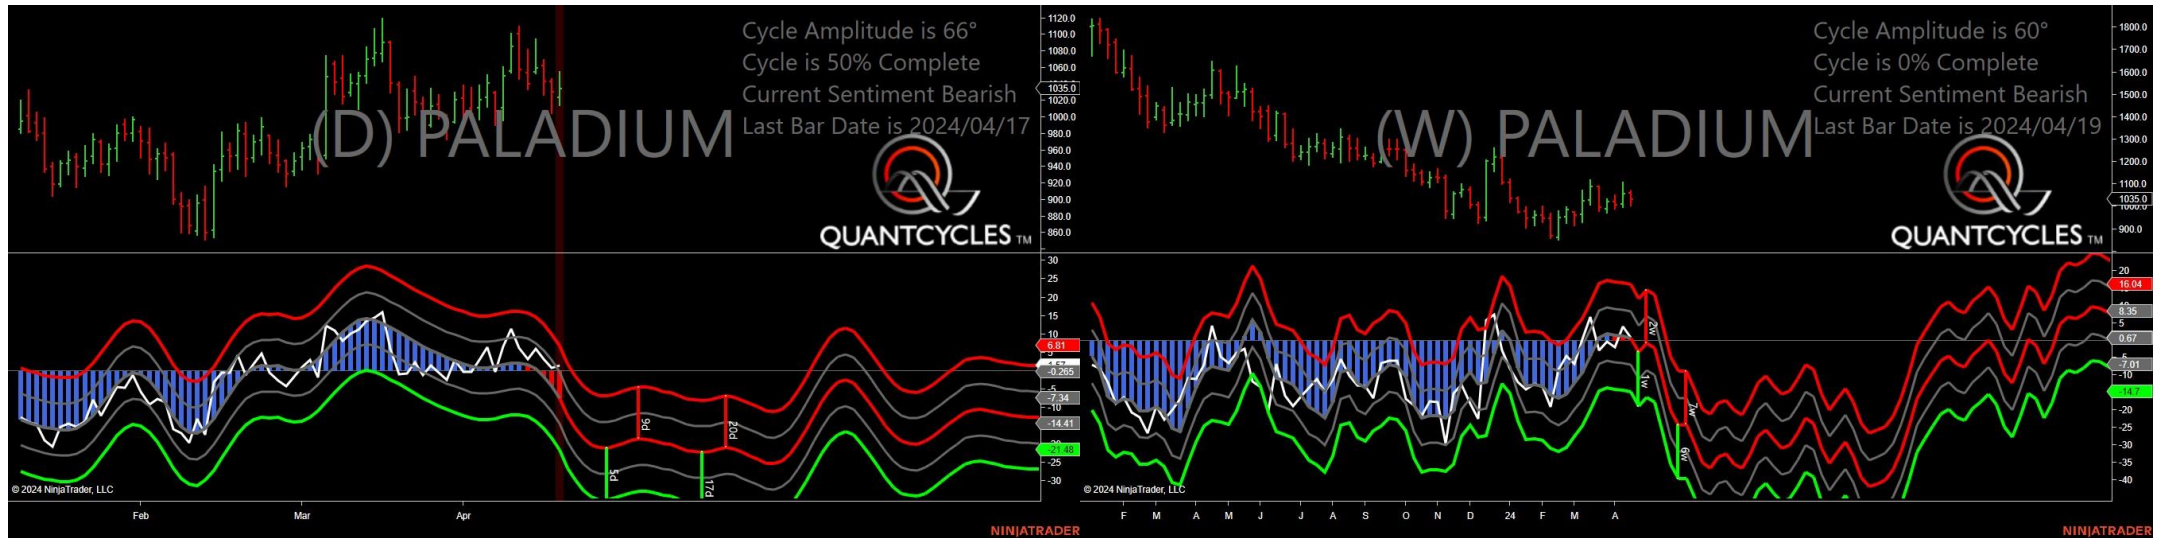 Cycle Amplitude is 66°
Cycle is 50% Complete
Current Sentiment Bearish
Last Bar Date is 2024/04/17
(D) PALADIUM
QUANTCYCLES TM
1120.0
1100.0
1080.0
1060.0
1035.0
1020.0
1000.0
980.0
960.0
940.0
920.0
900.0
880.0
860.0
30
25
20
15
10
6.81
-0.265
-5
-7.34
-10
-14.41
-21.48
-25
-30
5d
9d
17d
20d
© 2024 NinjaTrader, LLC
Feb
Mar
Apr
NINJATRADER
Cycle Amplitude is 60°
Cycle is 0% Complete
Current Sentiment Bearish
Last Bar Date is 2024/04/19
(W) PALADIUM
QUANTCYCLES TM
1800.0
1700.0
1600.0
1500.0
1400.0
1300.0
1200.0
1100.0
1035.0
900.0
20
16.04
8.35
5
0.67
-7.01
-10
-14.7
-20
-25
-30
-35
-40
1w
2w
6w
7w
© 2024 NinjaTrader, LLC
F
M
A
M
J
J
A
S
O
N
D
24
F
M
A
NINJATRADER